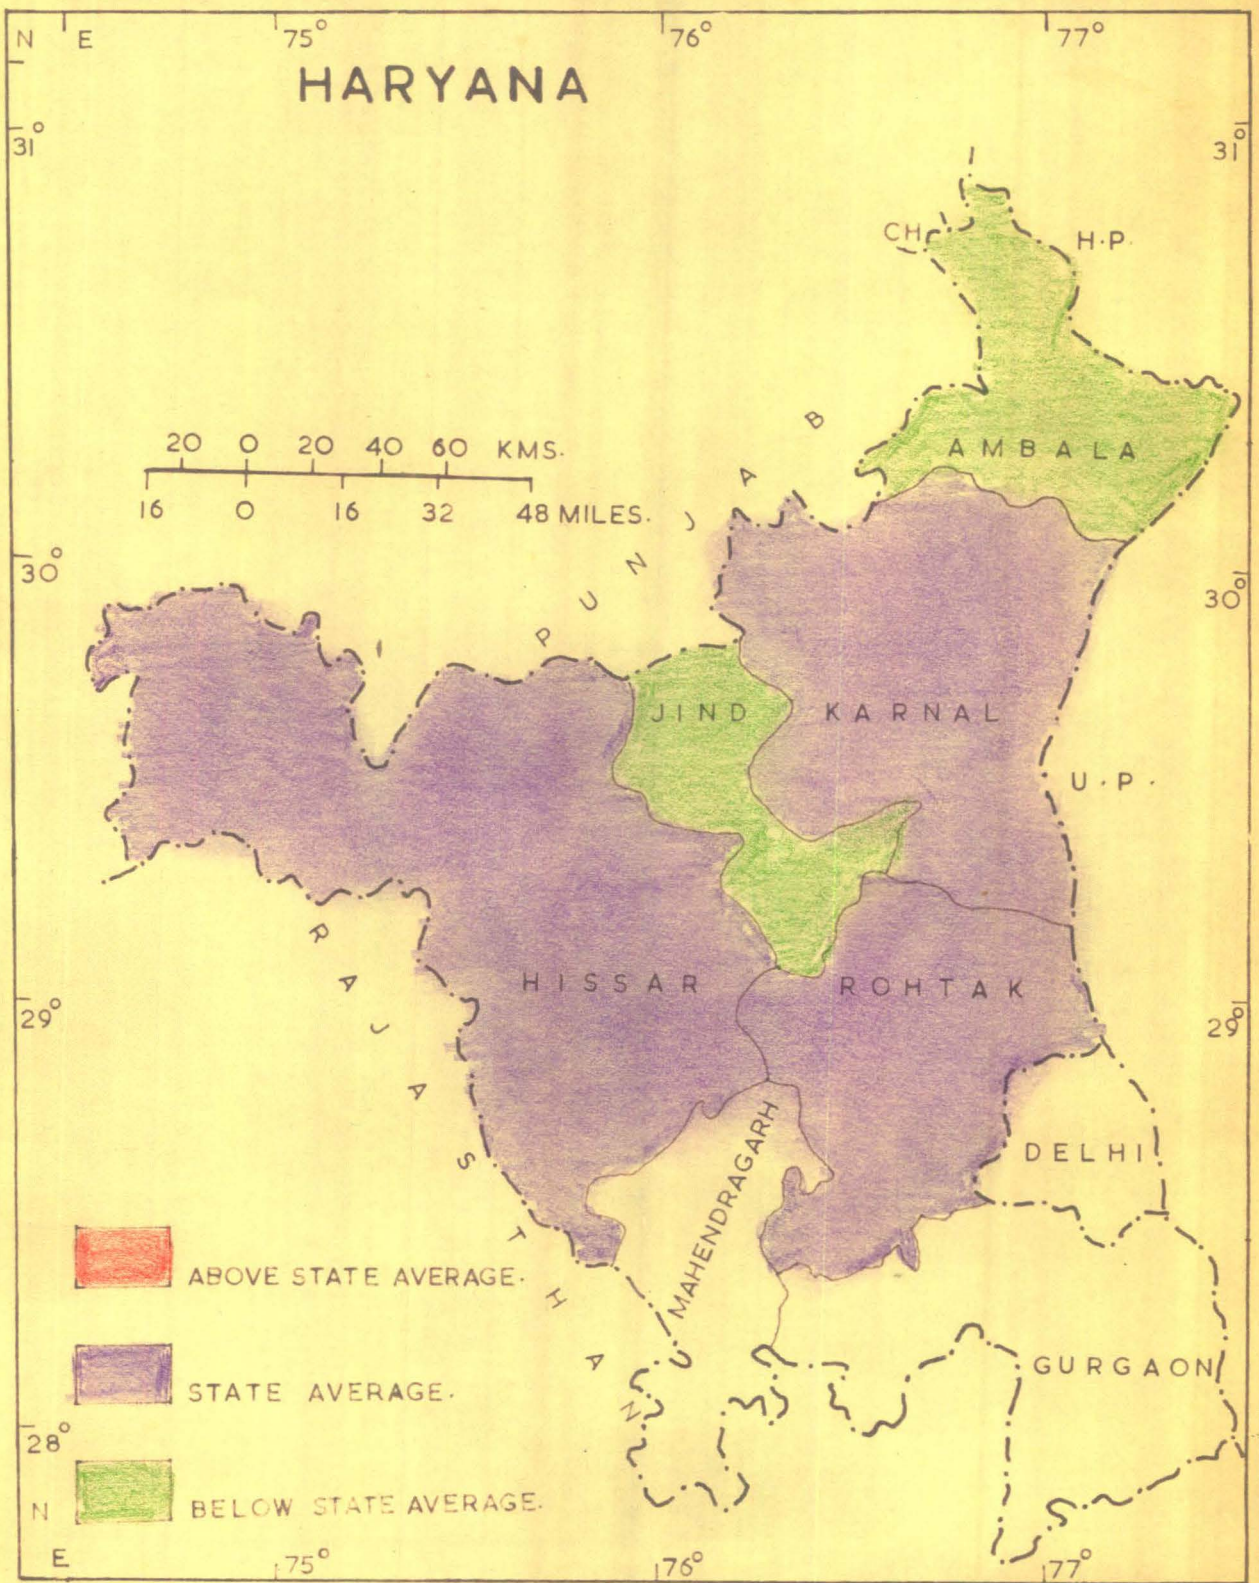 N E 75° 76° 77°
HARYANA
31° 31°
CH. H.P.
20 0 20 40 60 KMS.
16 0 16 32 48 MILES.
PUNJAB
AMBALA
30° 30°
JIND KARNAL
U.P.
RAJASTHAN
HISSAR ROHTAK
29° 29°
DELHI
MAHENDRAGARH
ABOVE STATE AVERAGE.
GURGAON
STATE AVERAGE.
28°
BELOW STATE AVERAGE.
N
E 75° 76° 77°